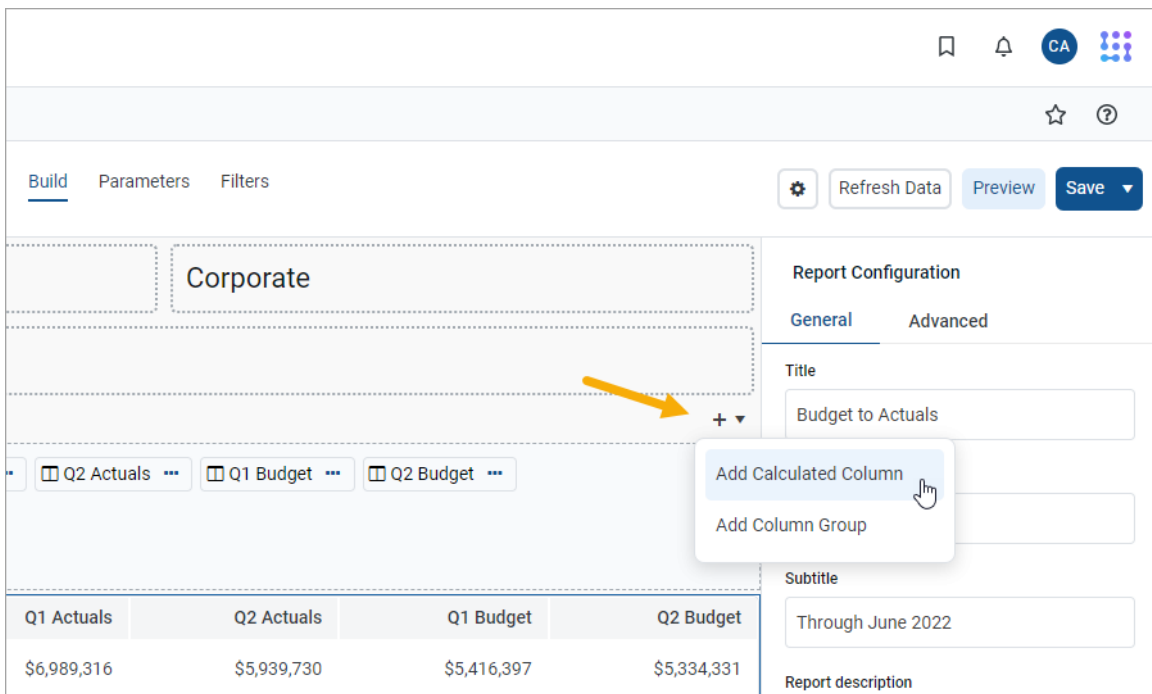 CA
Build Parameters Filters
Refresh Data Preview Save
Corporate
Report Configuration
General Advanced
Title
Budget to Actuals
Q2 Actuals ••• Q1 Budget ••• Q2 Budget •••
Add Calculated Column
Add Column Group
Subtitle
Through June 2022
Q1 Actuals Q2 Actuals Q1 Budget Q2 Budget
$6,989,316 $5,939,730 $5,416,397 $5,334,331
Report description